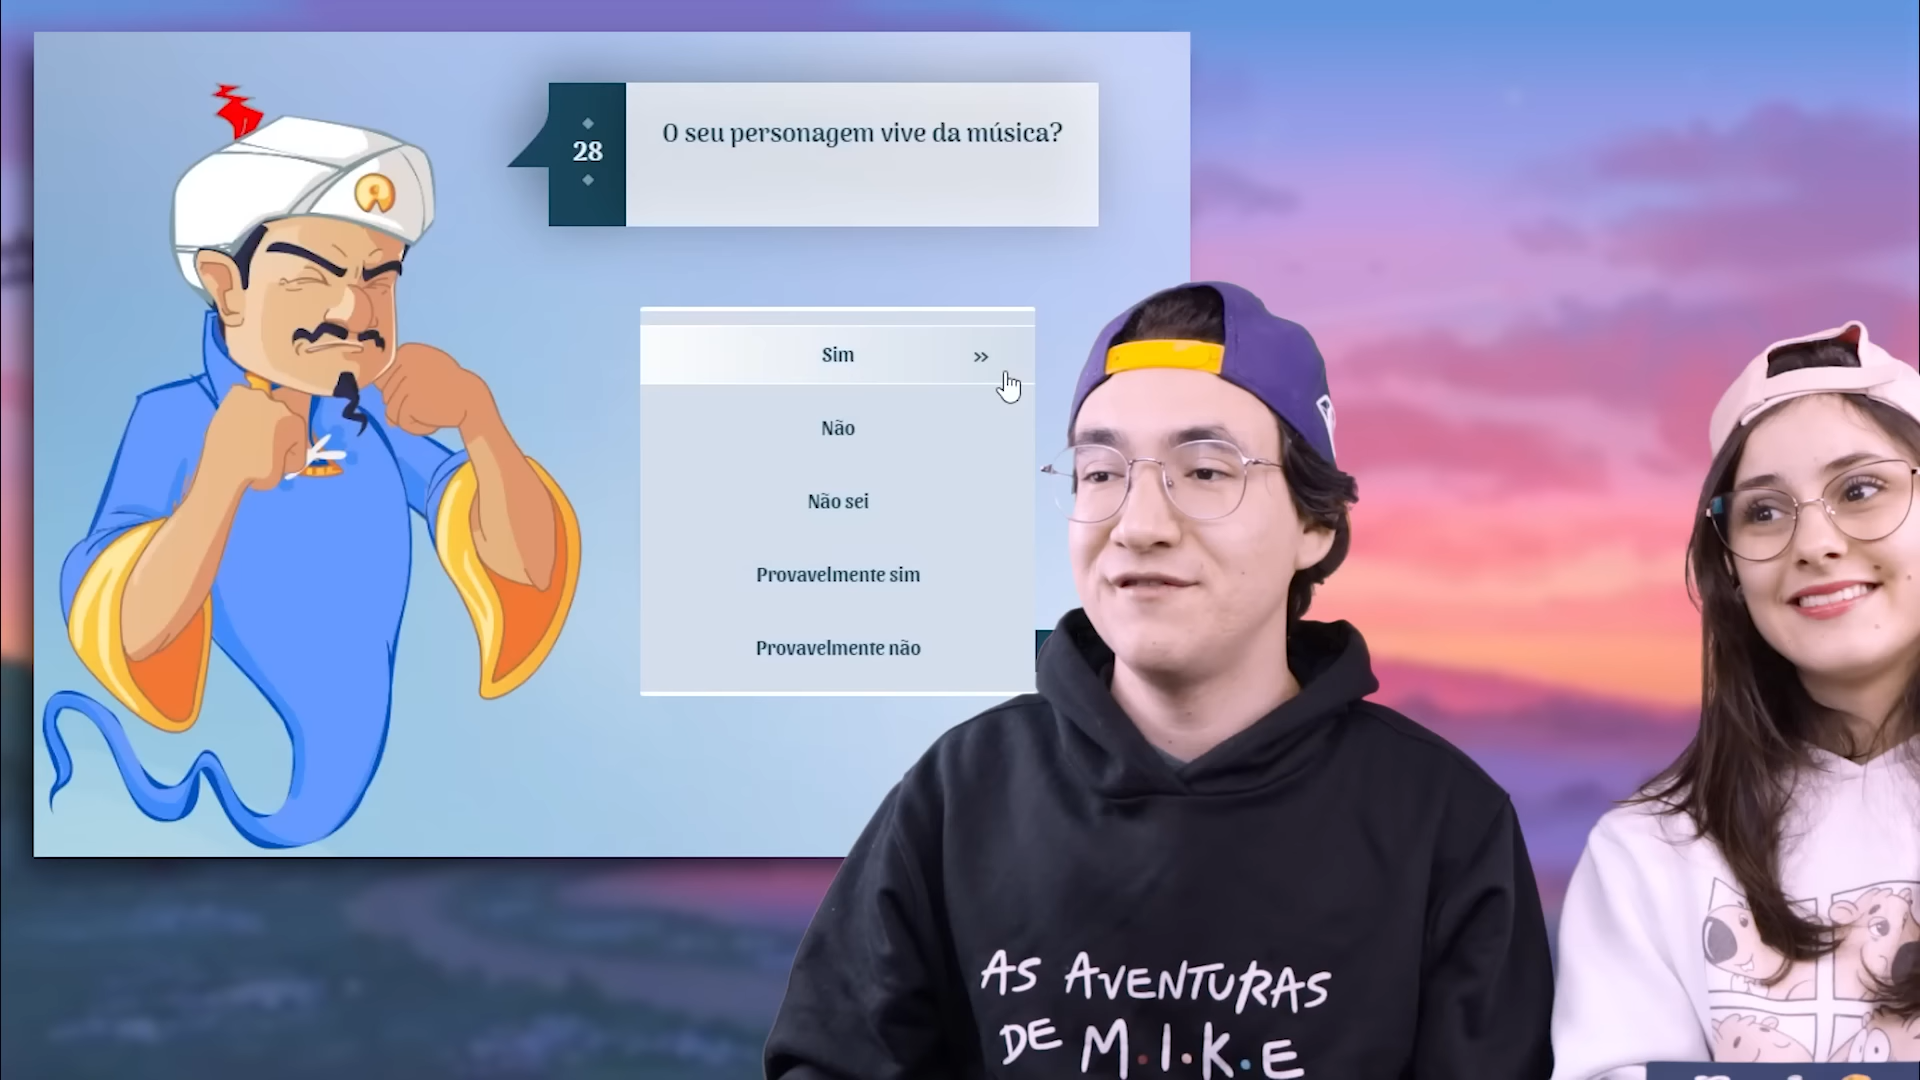 28
O seu personagem vive da música?
Sim
Não
Não sei
Provavelmente sim
Provavelmente não
AS AVENTURAS
DE M.I.K.E